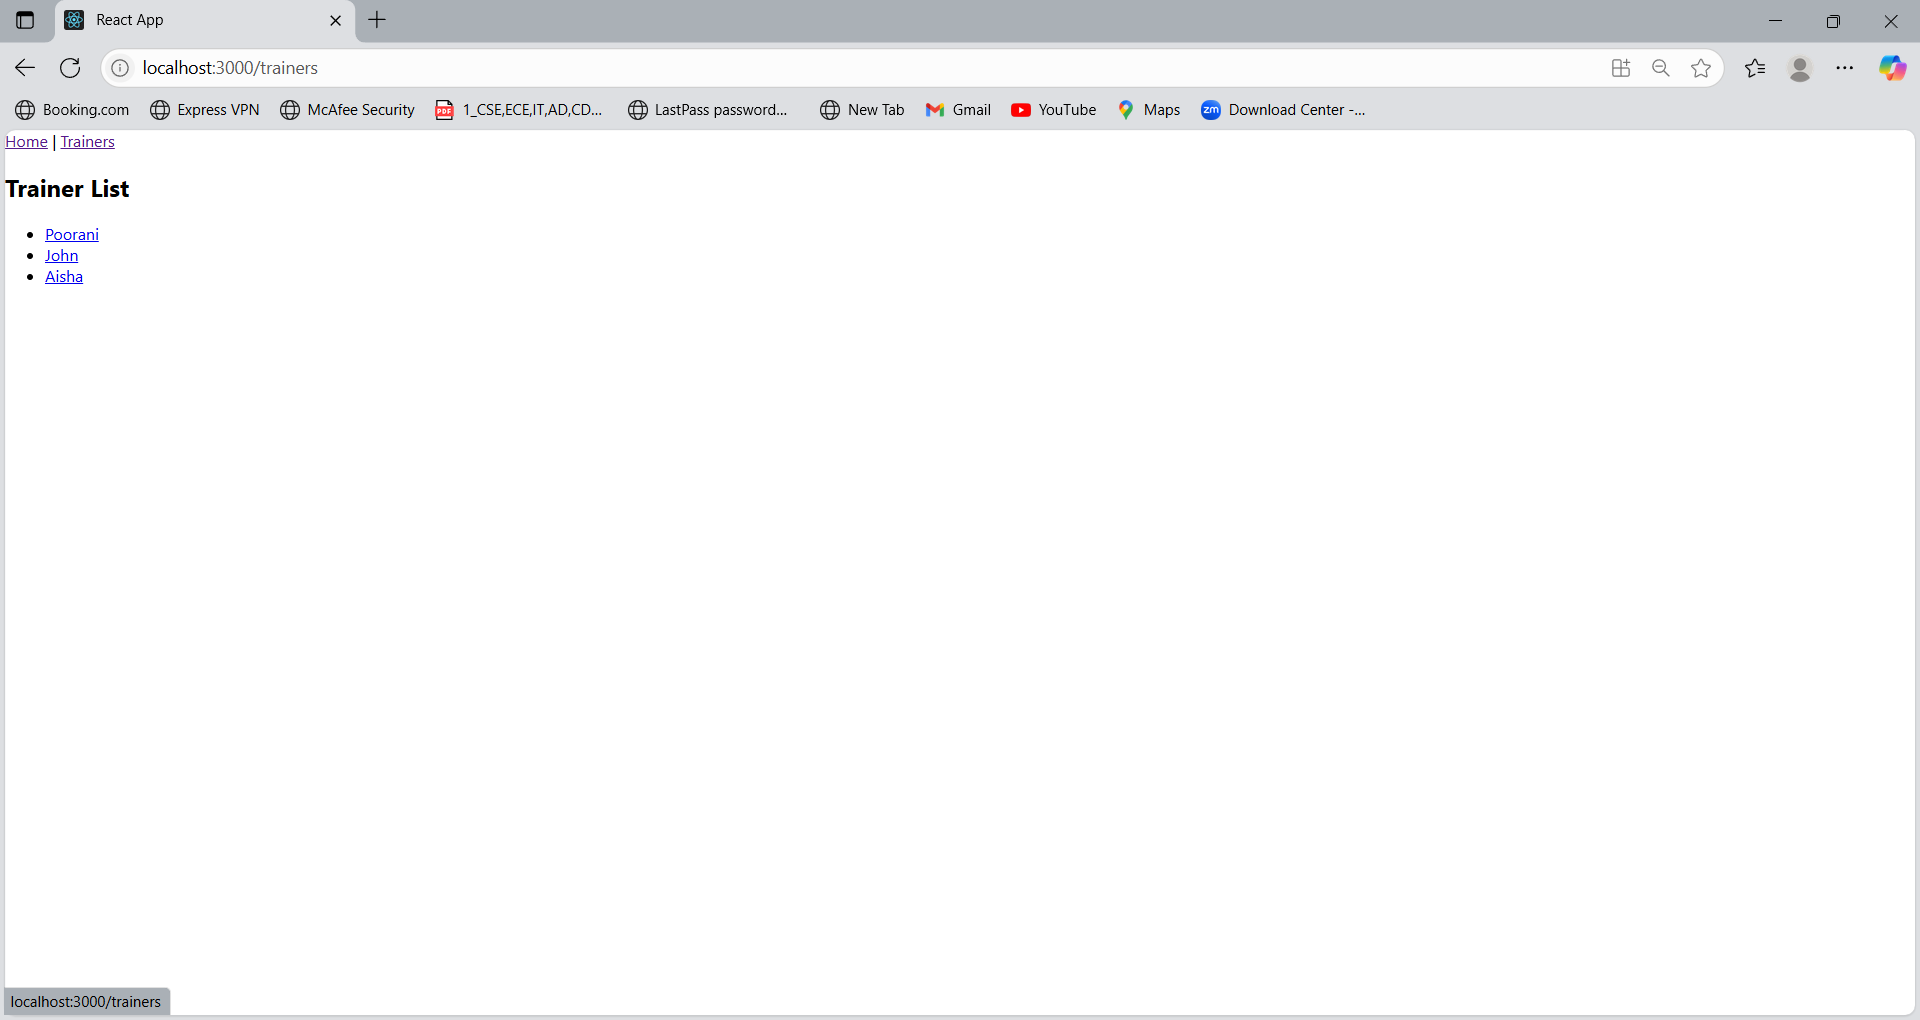 React App
localhost:3000/trainers
Booking.com Express VPN McAfee Security 1_CSE,ECE,IT,AD,CD... LastPass password... New Tab Gmail YouTube Maps zm Download Center -...
Home | Trainers
Trainer List
• Poorani
• John
• Aisha
localhost:3000/trainers